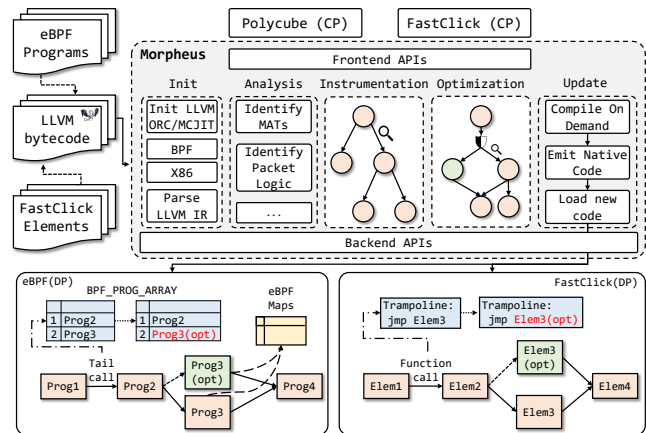 Polycube (CP)
FastClick (CP)
eBPF
Programs
LLVM
bytecode
FastClick
Elements
Morpheus
Frontend APIs
Init
Init LLVM
ORC/MCJIT
BPF
X86
Parse
LLVM IR
Analysis
Identify
MATs
Identify
Packet
Logic
...
Instrumentation
Optimization
Update
Compile On
Demand
Emit Native
Code
Load new
code
Backend APIs
eBPF(DP)
BPF_PROG_ARRAY
1 Prog2
2 Prog3
1 Prog2
2 Prog3(opt)
eBPF
Maps
Tail
call
Prog1
Prog2
Prog3
(opt)
Prog3
Prog4
FastClick(DP)
Trampoline:
jmp Elem3
Trampoline:
jmp Elem3(opt)
Function
call
Elem1
Elem2
Elem3
(opt)
Elem3
Elem4